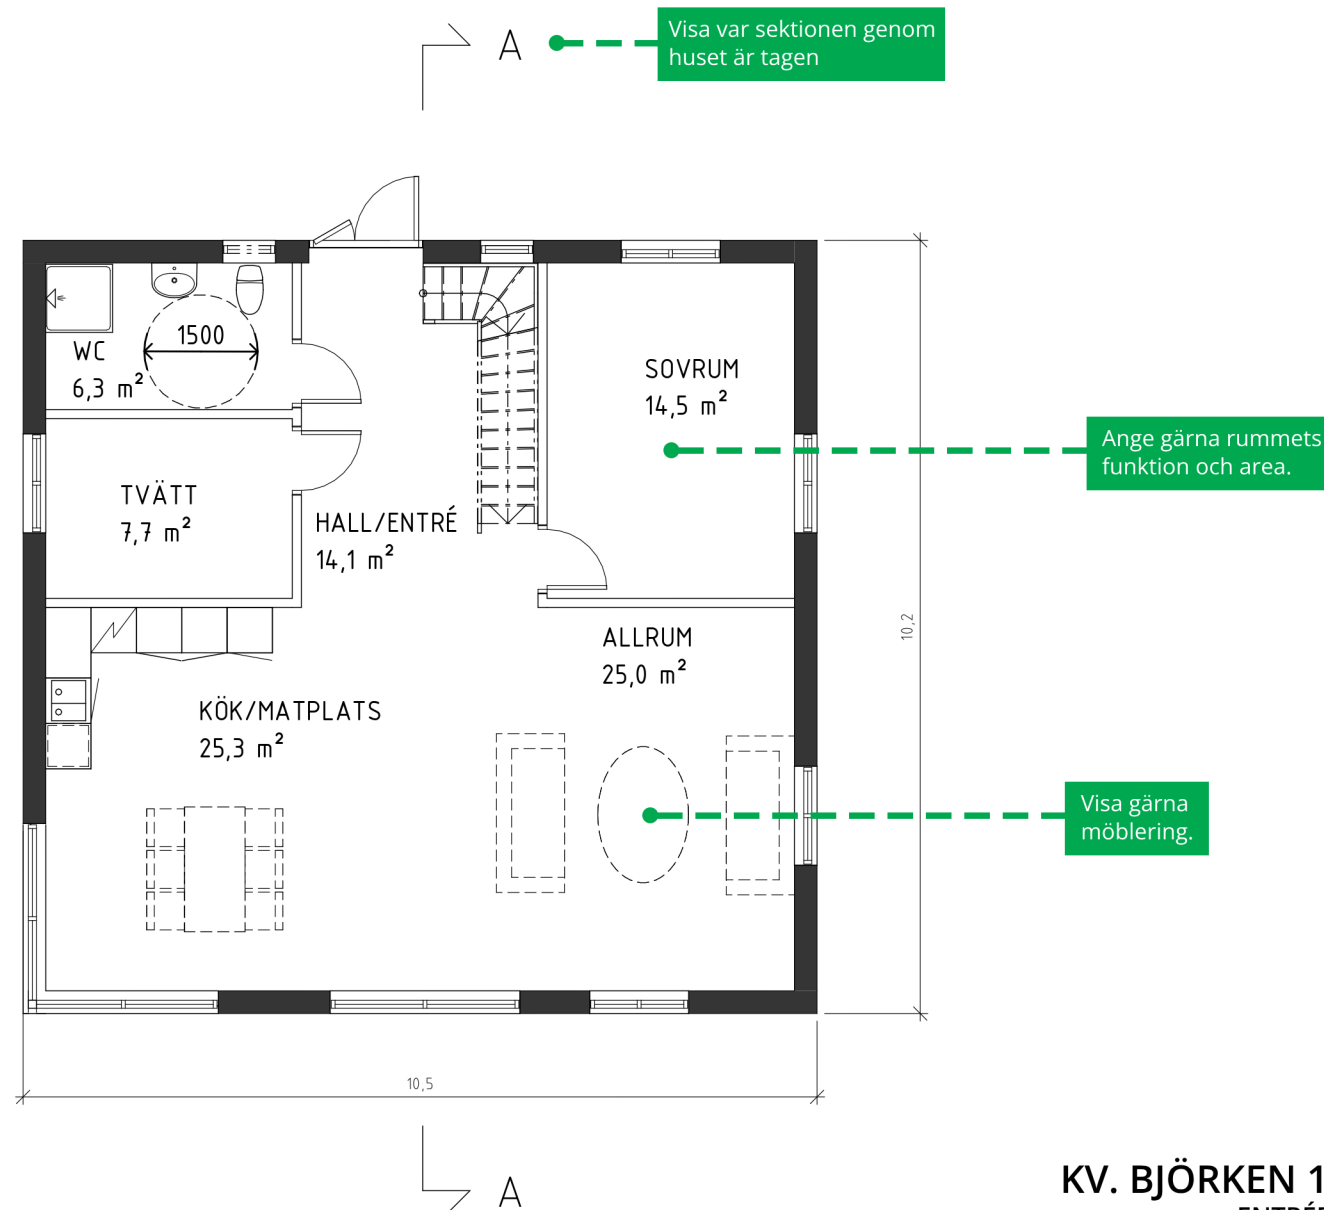 A
Visa var sektionen genom
huset är tagen
1500
WC
6,3 m²
SOVRUM
14,5 m²
Ange gärna rummets
funktion och area.
TVÄTT
7,7 m²
HALL/ENTRÉ
14,1 m²
10,2
ALLRUM
25,0 m²
KÖK/MATPLATS
25,3 m²
Visa gärna
möblering.
10,5
A
KV. BJÖRKEN 1